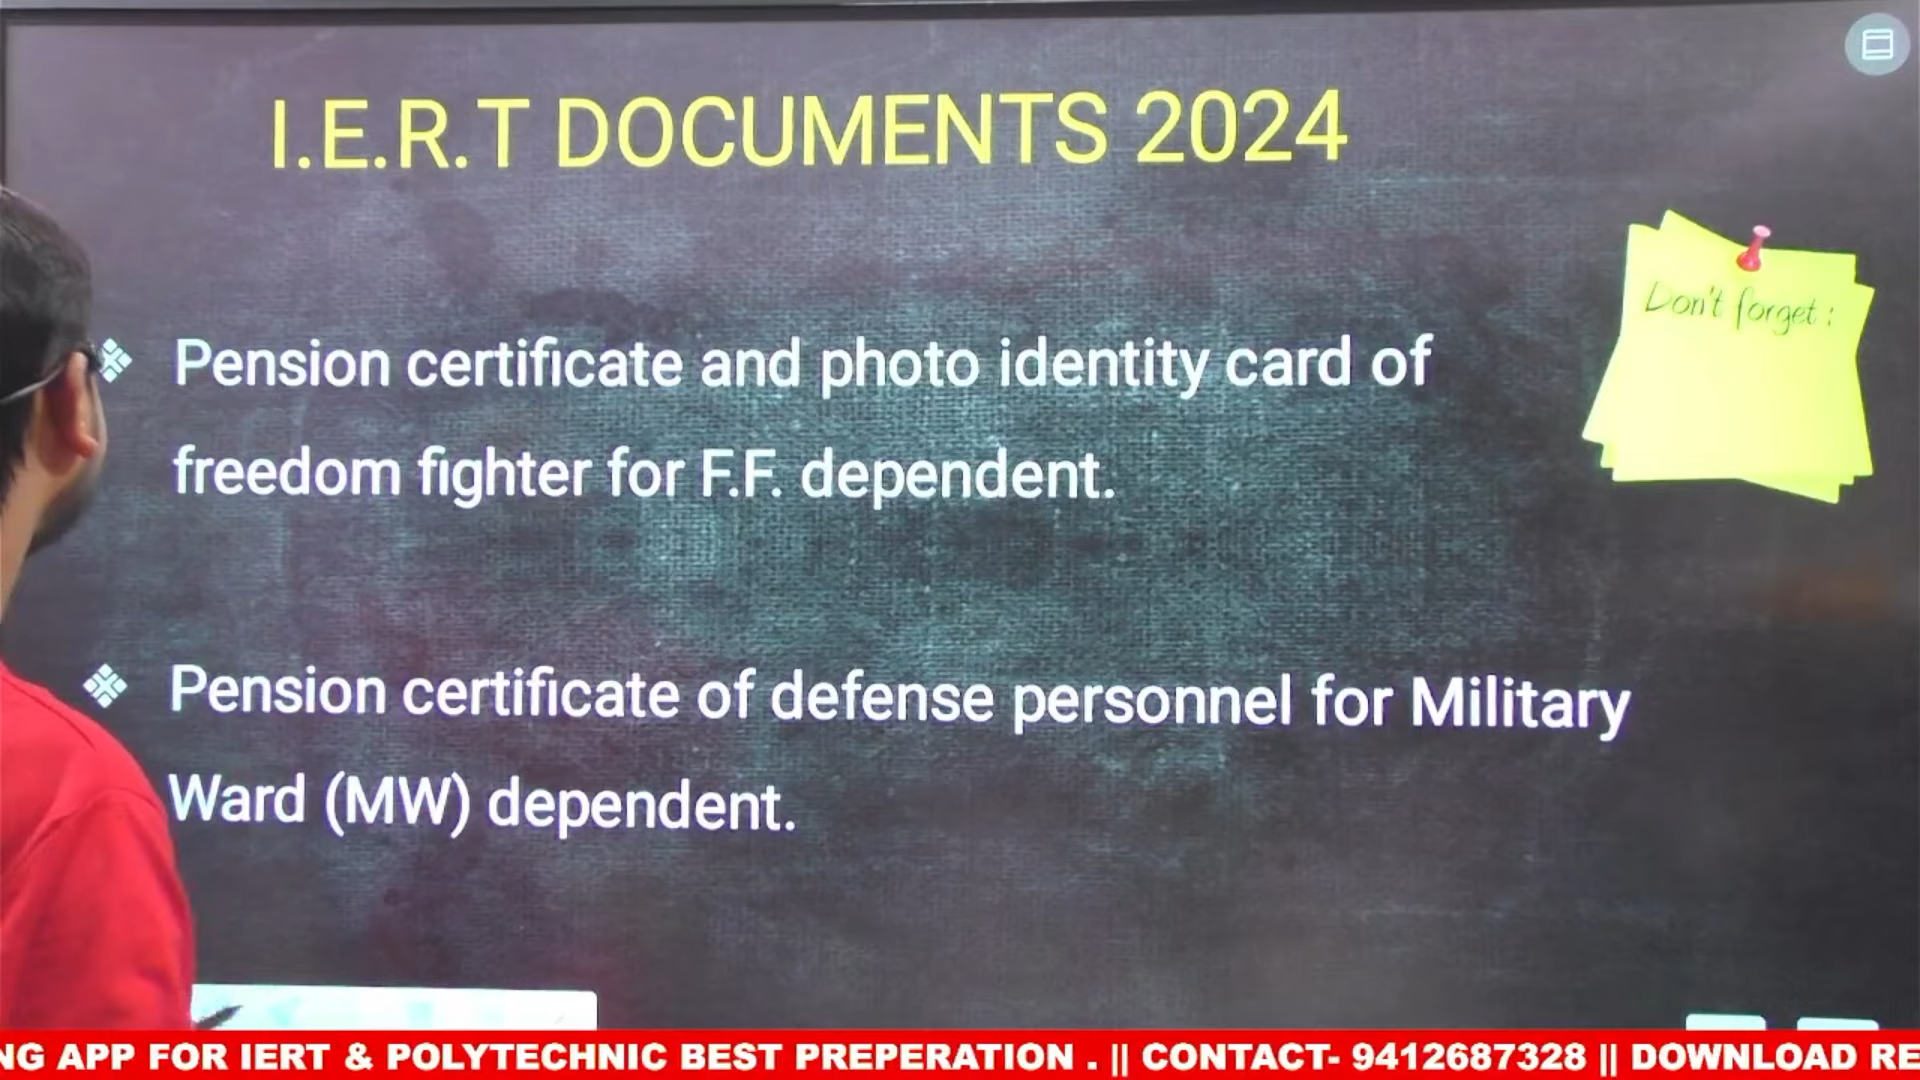 I.E.R.T DOCUMENTS 2024
Don't forget :
Pension certificate and photo identity card of
freedom fighter for F.F. dependent.
Pension certificate of defense personnel for Military
Ward (MW) dependent.
NG APP FOR IERT & POLYTECHNIC BEST PREPERATION . || CONTACT- 9412687328 || DOWNLOAD RE